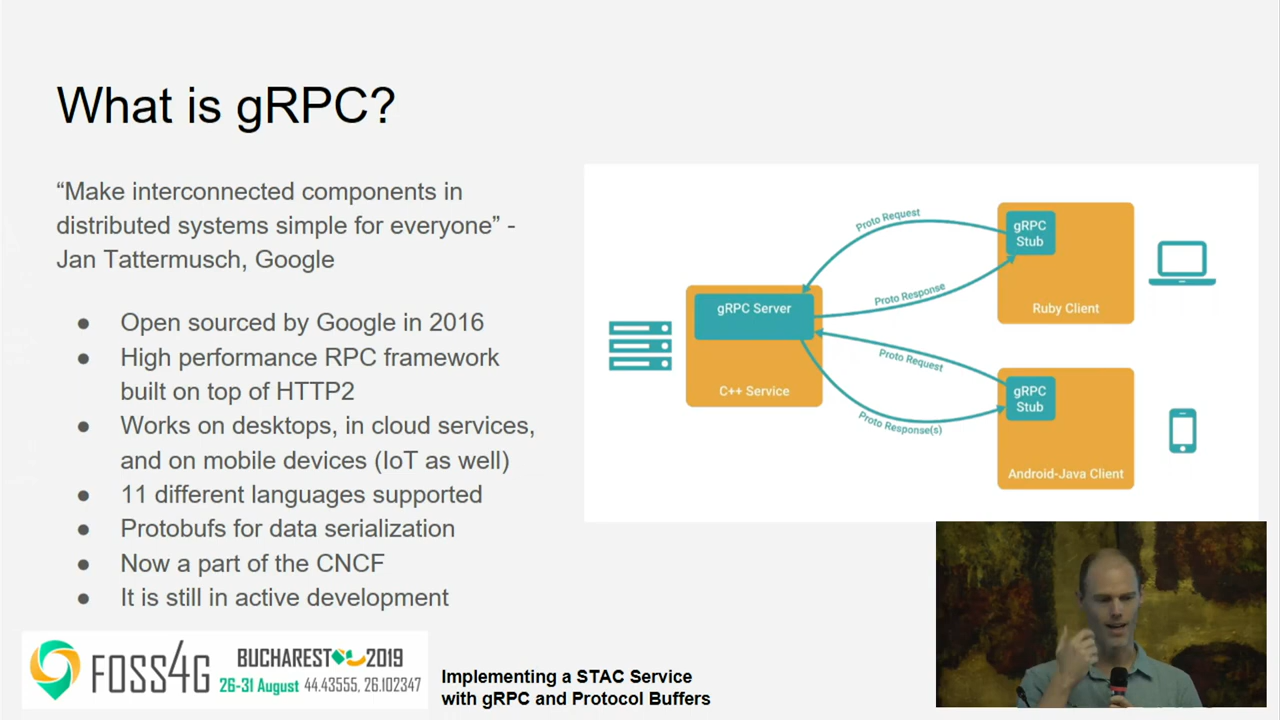 What is gRPC?
“Make interconnected components in
distributed systems simple for everyone” -
Jan Tattermusch, Google
● Open sourced by Google in 2016
● High performance RPC framework
built on top of HTTP2
● Works on desktops, in cloud services,
and on mobile devices (IoT as well)
● 11 different languages supported
● Protobufs for data serialization
● Now a part of the CNCF
● It is still in active development
gRPC Server
C++ Service
Proto Request
Proto Response
gRPC
Stub
Ruby Client
Proto Request
Proto Response(s)
gRPC
Stub
Android-Java Client
FOSS4G
BUCHAREST 2019
26-31 August 44.43555, 26.102347
Implementing a STAC Service
with gRPC and Protocol Buffers